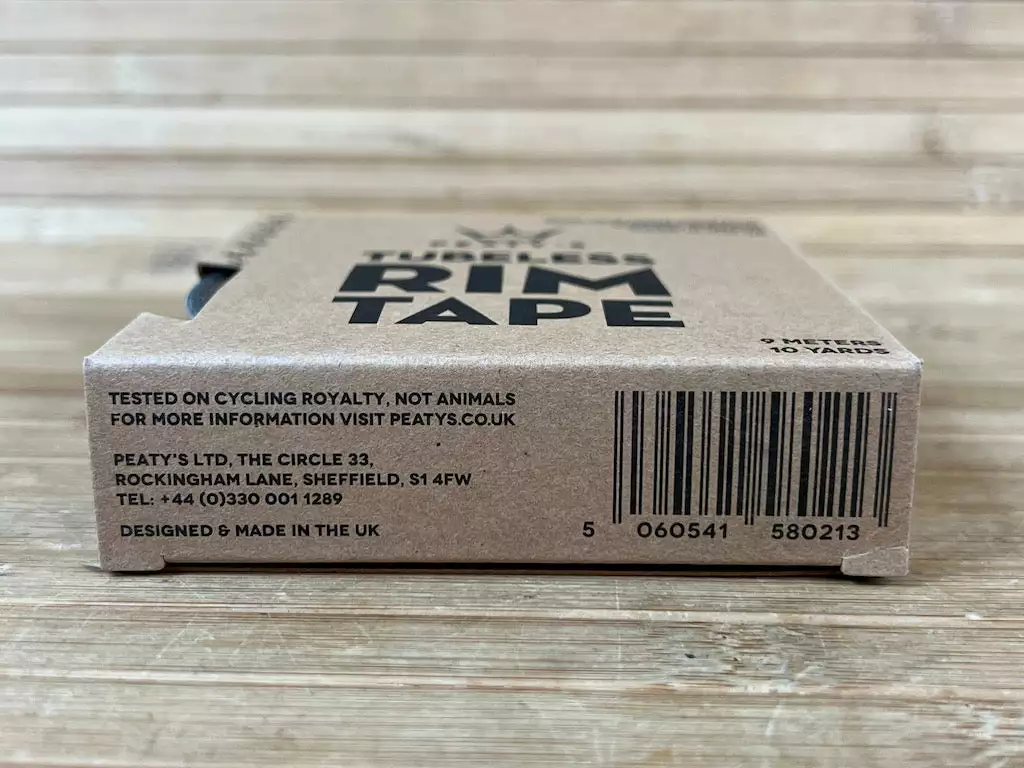 PEATY'S
TUBELESS
RIM
TAPE
9 METERS
10 YARDS
TESTED ON CYCLING ROYALTY, NOT ANIMALS
FOR MORE INFORMATION VISIT PEATYS.CO.UK
PEATY'S LTD, THE CIRCLE 33,
ROCKINGHAM LANE, SHEFFIELD, S1 4FW
TEL: +44 (0)330 001 1289
DESIGNED & MADE IN THE UK
5 060541 580213